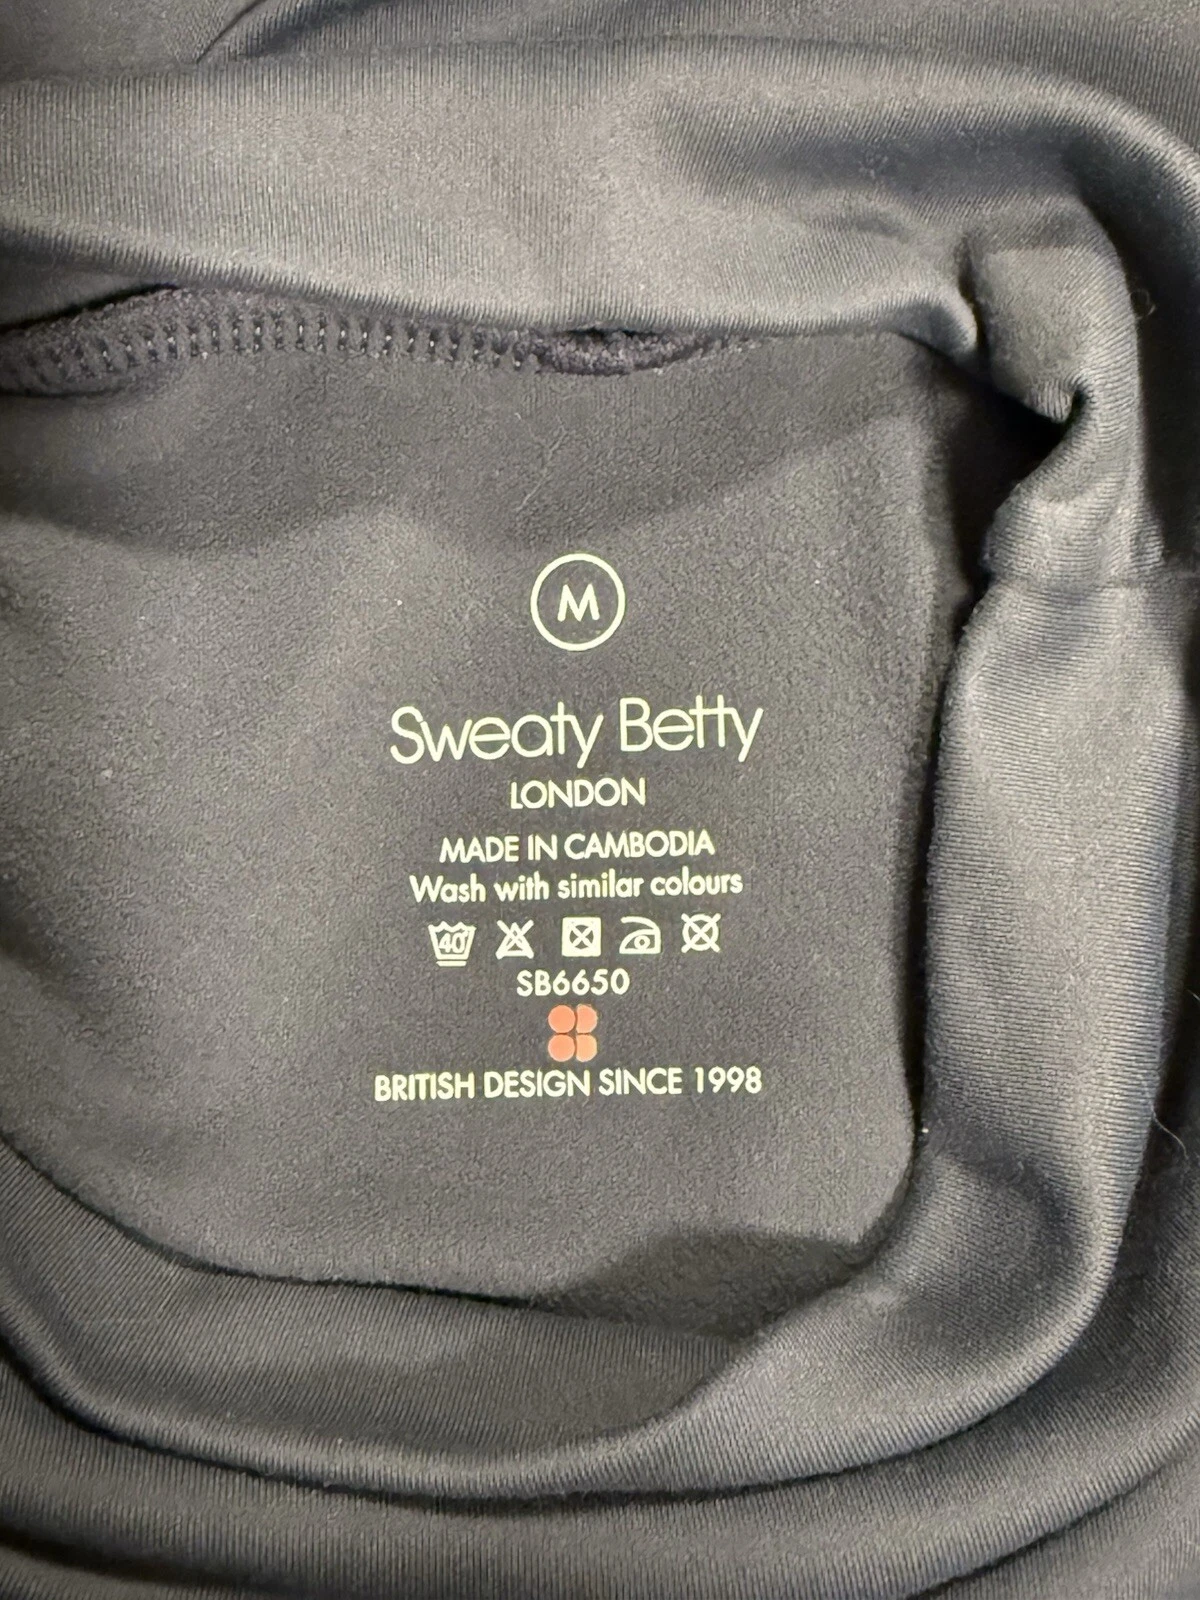 M
Sweaty Betty
LONDON
MADE IN CAMBODIA
Wash with similar colours
40
SB6650
BRITISH DESIGN SINCE 1998